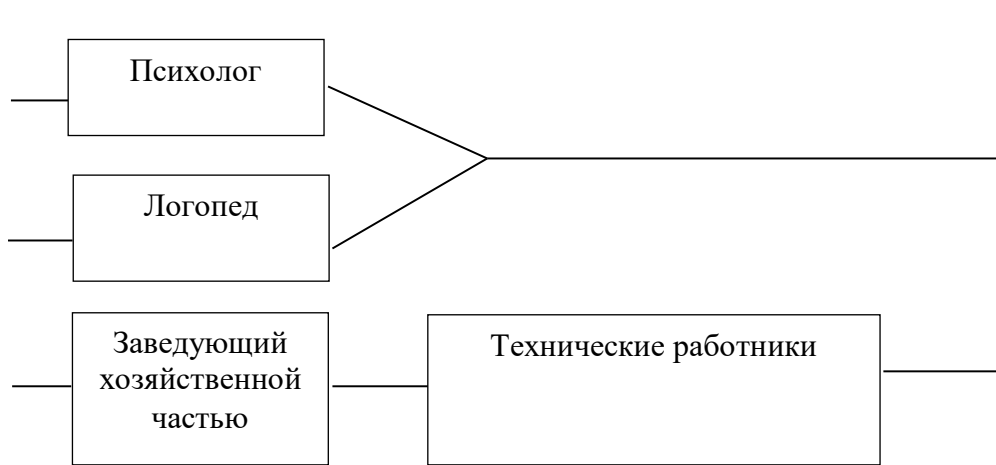 Психолог
Логопед
Заведующий
хозяйственной
частью
Технические работники